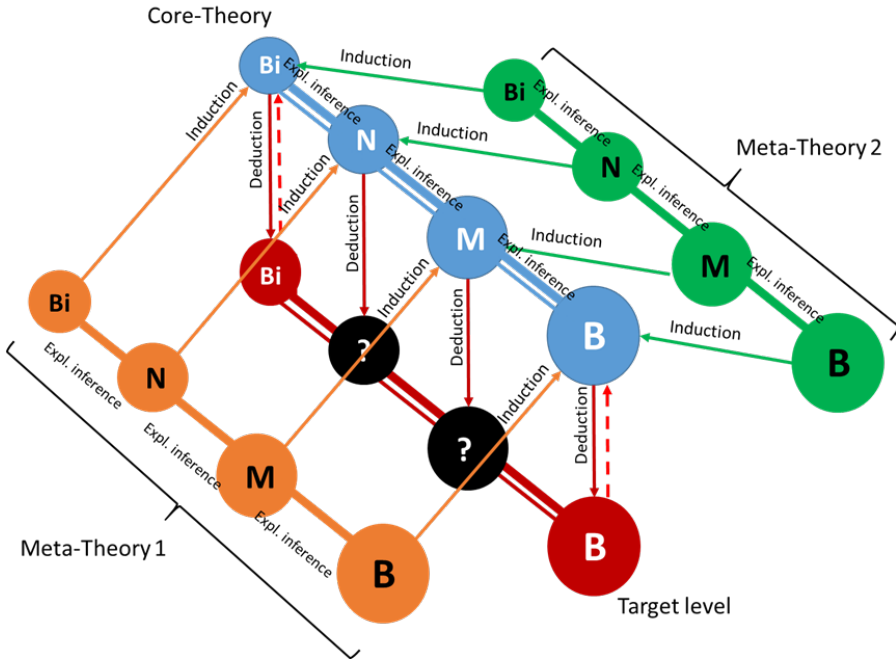 Core-Theory
Bi
Expl. inference
Induction
Bi
Expl. inference
Induction
Deduction
N
Expl. inference
Induction
N
Expl. inference
Meta-Theory 2
Induction
Deduction
M
Expl. inference
Induction
M
Expl. inference
Bi
Bi
Induction
Deduction
B
Induction
B
Expl. inference
N
?
Induction
Deduction
Expl. inference
M
?
Expl. inference
B
B
Meta-Theory 1
Target level